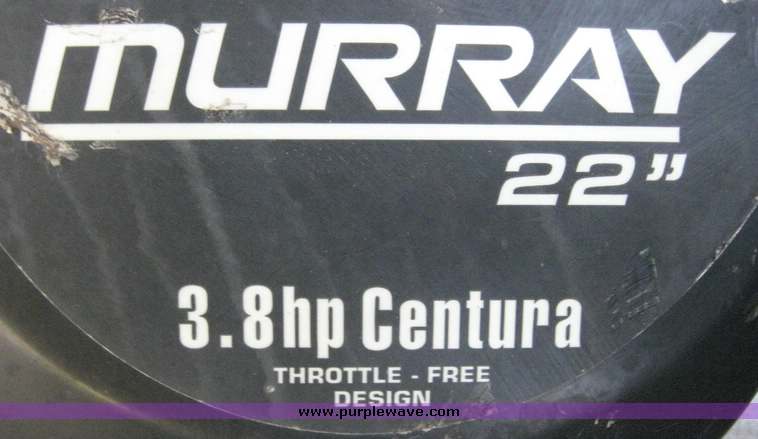 MURRAY
22”
3.8hp Centura
THROTTLE - FREE
DESIGN
www.purplewave.com